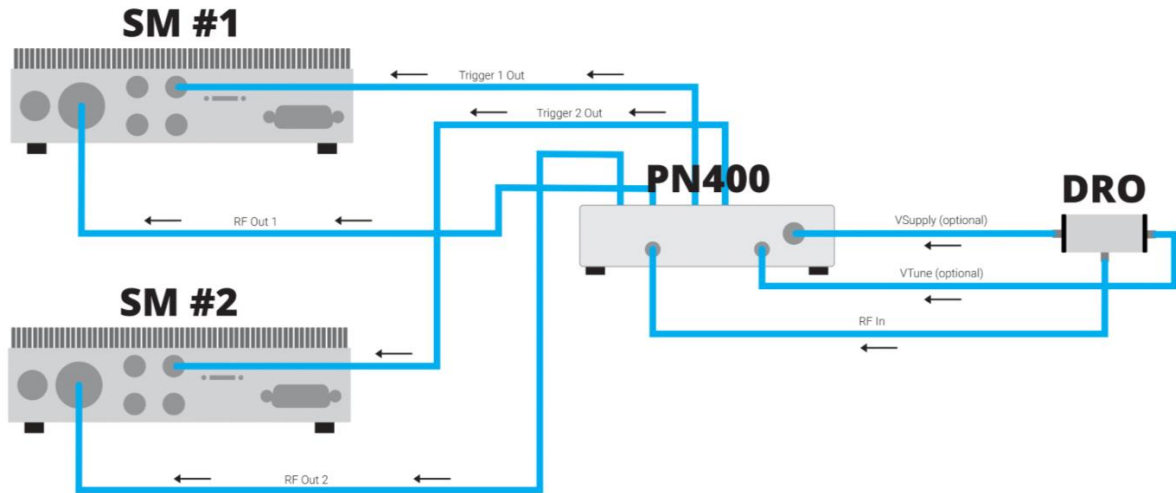 SM #1
Trigger 1 Out
Trigger 2 Out
PN400
DRO
RF Out 1
VSupply (optional)
VTune (optional)
SM #2
RF In
RF Out 2